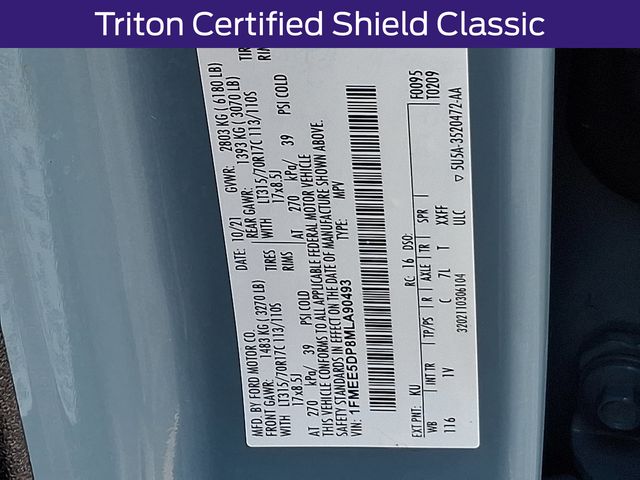 Triton Certified Shield Classic
MFD. BY FORD MOTOR CO.
DATE: 10/21 GVWR: 2803 KG ( 6180 LB)
FRONT GAWR: 1483 KG ( 3270 LB) REAR GAWR: 1393 KG ( 3070 LB)
WITH LT315/70R17C 113/110S TIRES WITH LT315/70R17C 113/110S TIRES
17x8.5J RIMS 17x8.5J RIMS
AT 270 kPa/ 39 PSI COLD AT 270 kPa/ 39 PSI COLD
THIS VEHICLE CONFORMS TO ALL APPLICABLE FEDERAL MOTOR VEHICLE
SAFETY STANDARDS IN EFFECT ON THE DATE OF MANUFACTURE SHOWN ABOVE.
VIN: 1FMEE5DP8MLA90493 TYPE: MPV
F0095
T0209
EXT PNT: KU RC: 16 DSO:
WB INT TR TP/PS R AXLE TR SPR
116 1V C 7L T XXFF
3202110306104 ULC
▽ 5U5A-3520472-AA